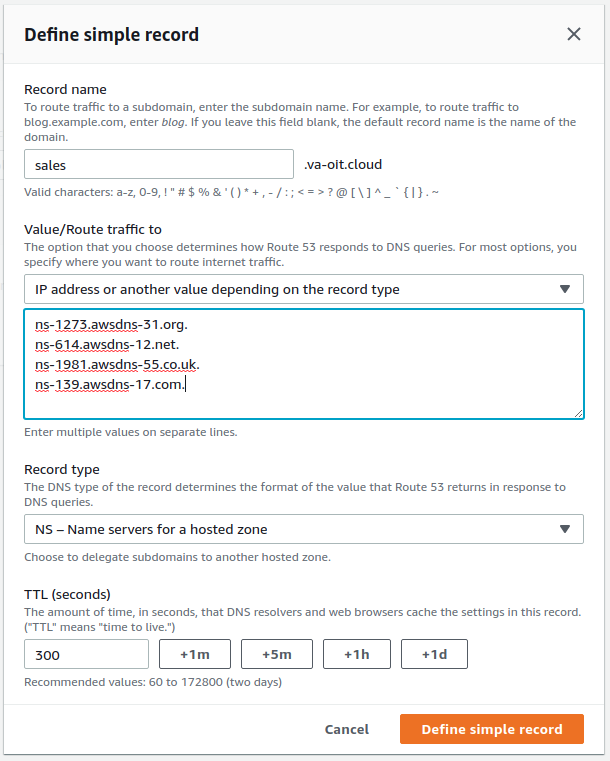 Define simple record
Record name
To route traffic to a subdomain, enter the subdomain name. For example, to route traffic to
blog.example.com, enter blog. If you leave this field blank, the default record name is the name of the
domain.
sales
.va-oit.cloud
Valid characters: a-z, 0-9, ! " # $ % & ' ( ) * + , - / : ; < = > ? @ [ \ ] ^ _ ` { | } . ~
Value/Route traffic to
The option that you choose determines how Route 53 responds to DNS queries. For most options, you
specify where you want to route internet traffic.
IP address or another value depending on the record type
ns-1273.awsdns-31.org.
ns-614.awsdns-12.net.
ns-1981.awsdns-55.co.uk.
ns-139.awsdns-17.com.
Enter multiple values on separate lines.
Record type
The DNS type of the record determines the format of the value that Route 53 returns in response to
DNS queries.
NS – Name servers for a hosted zone
Choose to delegate subdomains to another hosted zone.
TTL (seconds)
The amount of time, in seconds, that DNS resolvers and web browsers cache the settings in this record.
("TTL" means "time to live.")
300
+1m
+5m
+1h
+1d
Recommended values: 60 to 172800 (two days)
Cancel
Define simple record